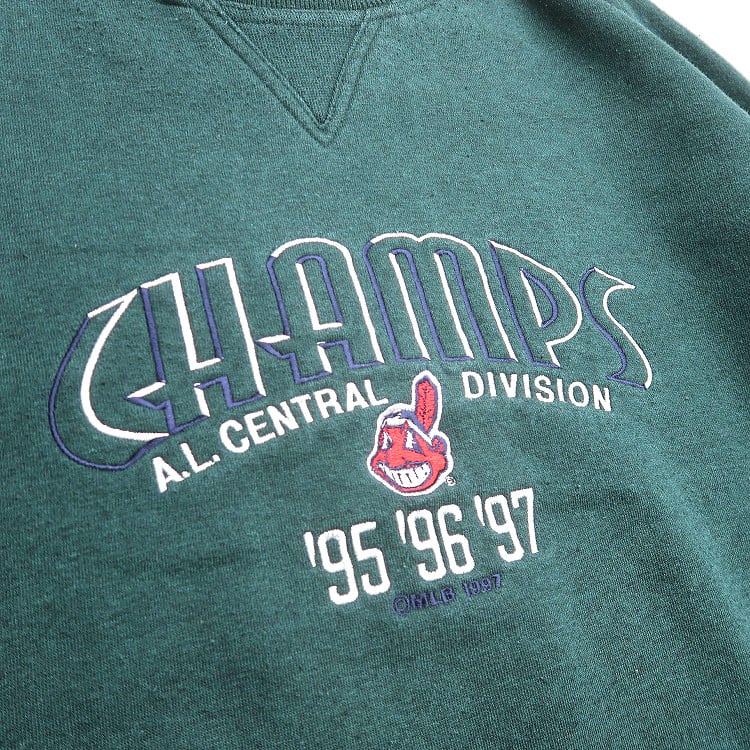 CHAMPS
A.L. CENTRAL DIVISION
'95 '96 '97
©MLB 1997